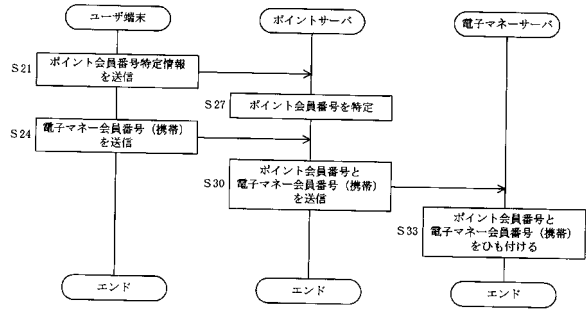 ユーザ端末
ポイントサーバ
電子マネーサーバ
S21
ポイント会員番号特定情報
を送信
S27
ポイント会員番号を特定
S24
電子マネー会員番号（携帯）
を送信
S30
ポイント会員番号と
電子マネー会員番号（携帯）
を送信
S33
ポイント会員番号と
電子マネー会員番号（携帯）
をひも付ける
エンド
エンド
エンド